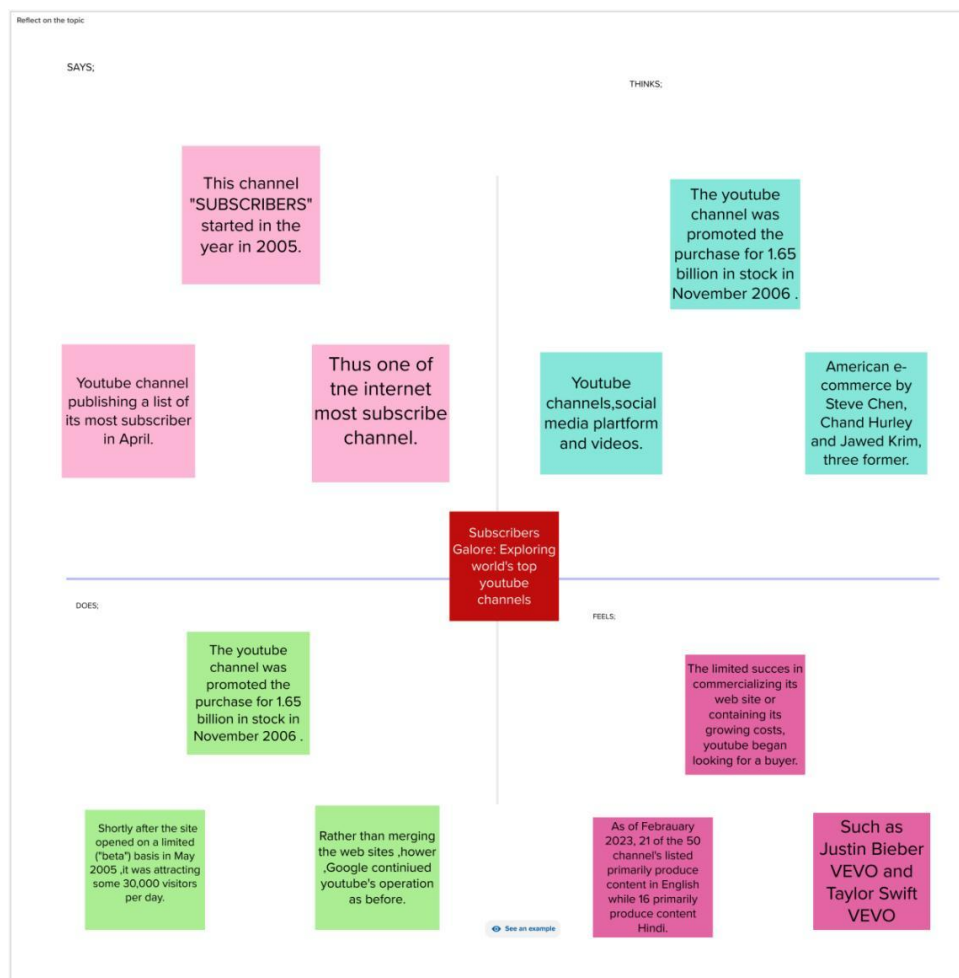 Reflect on the topic
SAYS;
THINKS;
This channel
"SUBSCRIBERS"
started in the
year in 2005.
Youtube channel
publishing a list of
its most subscriber
in April.
Thus one of
tne internet
most subscribe
channel.
The youtube
channel was
promoted the
purchase for 1.65
billion in stock in
November 2006 .
Youtube
channels,social
media plartform
and videos.
American e-
commerce by
Steve Chen,
Chand Hurley
and Jawed Krim,
three former.
Subscribers
Galore: Exploring
world's top
youtube
channels
DOES;
FEELS;
The youtube
channel was
promoted the
purchase for 1.65
billion in stock in
November 2006 .
Shortly after the site
opened on a limited
("beta") basis in May
2005 ,it was attracting
some 30,000 visitors
per day.
Rather than merging
the web sites ,hower
,Google continiued
youtube's operation
as before.
The limited succes in
commercializing its
web site or
containing its
growing costs,
youtube began
looking for a buyer.
As of Febrauary
2023, 21 of the 50
channel's listed
primarily produce
content in English
while 16 primarily
produce content
Hindi.
Such as
Justin Bieber
VEVO and
Taylor Swift
VEVO
See an example